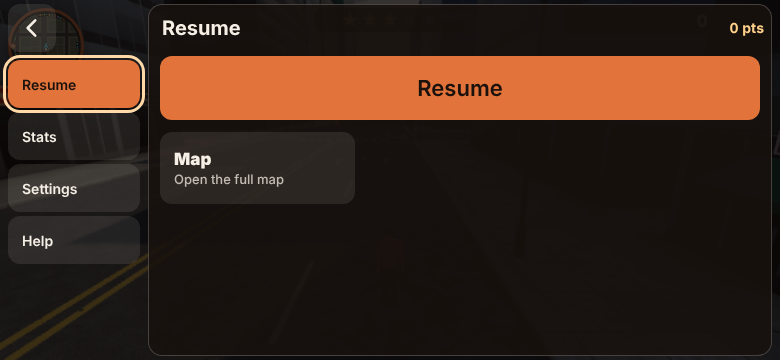 Resume
0 pts
Resume
Stats
Settings
Help
Resume
Map
Open the full map